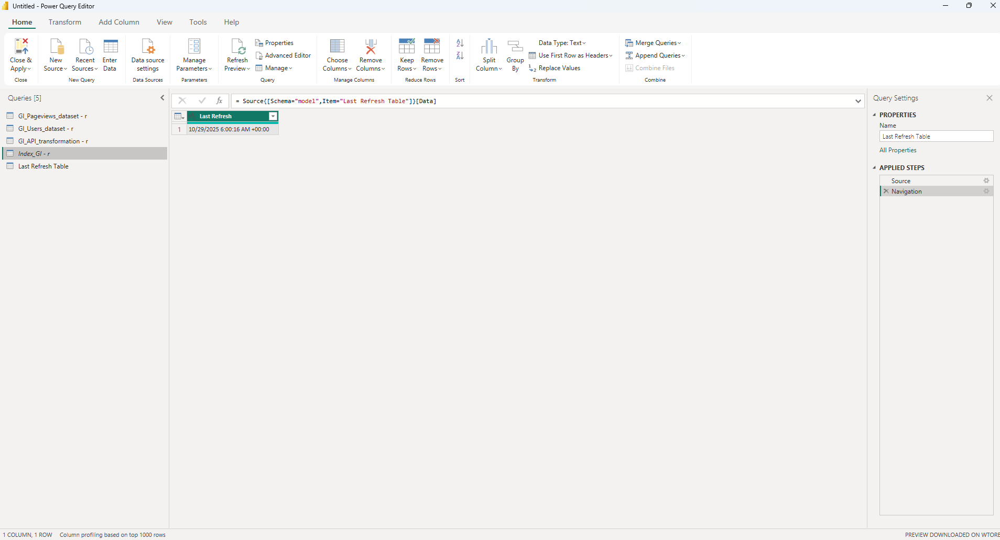 Untitled - Power Query Editor
Home Transform Add Column View Tools Help
Close & Apply
Close
New Source
Recent Sources
Enter Data
New Query
Data source settings
Data Sources
Manage Parameters
Parameters
Refresh Preview
Properties
Advanced Editor
Manage
Query
Choose Columns
Remove Columns
Manage Columns
Keep Rows
Remove Rows
Reduce Rows
Sort
Split Column
Group By
Data Type: Text
Use First Row as Headers
Replace Values
Transform
Merge Queries
Append Queries
Combine Files
Combine
Queries [5]
GI_Pageviews_dataset - r
GI_Users_dataset - r
GI_API_transformation - r
Index_GI - r
Last Refresh Table
fx
= Source{[Schema="model",Item="Last Refresh Table"]}[Data]
Last Refresh
1 10/29/2025 6:00:16 AM +00:00
Query Settings
PROPERTIES
Name
Last Refresh Table
All Properties
APPLIED STEPS
Source
Navigation
1 COLUMN, 1 ROW Column profiling based on top 1000 rows
PREVIEW DOWNLOADED ON WTORE